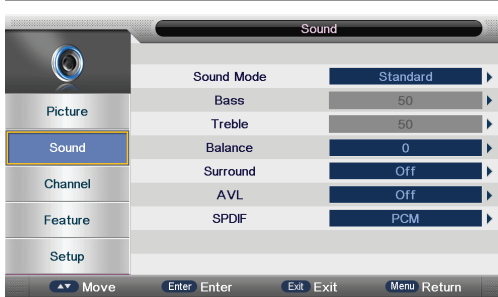 Sound
Sound Mode Standard
Bass 50
Treble 50
Balance 0
Surround Off
AVL Off
SPDIF PCM
Picture
Sound
Channel
Feature
Setup
Move Enter Enter Exit Exit Menu Return